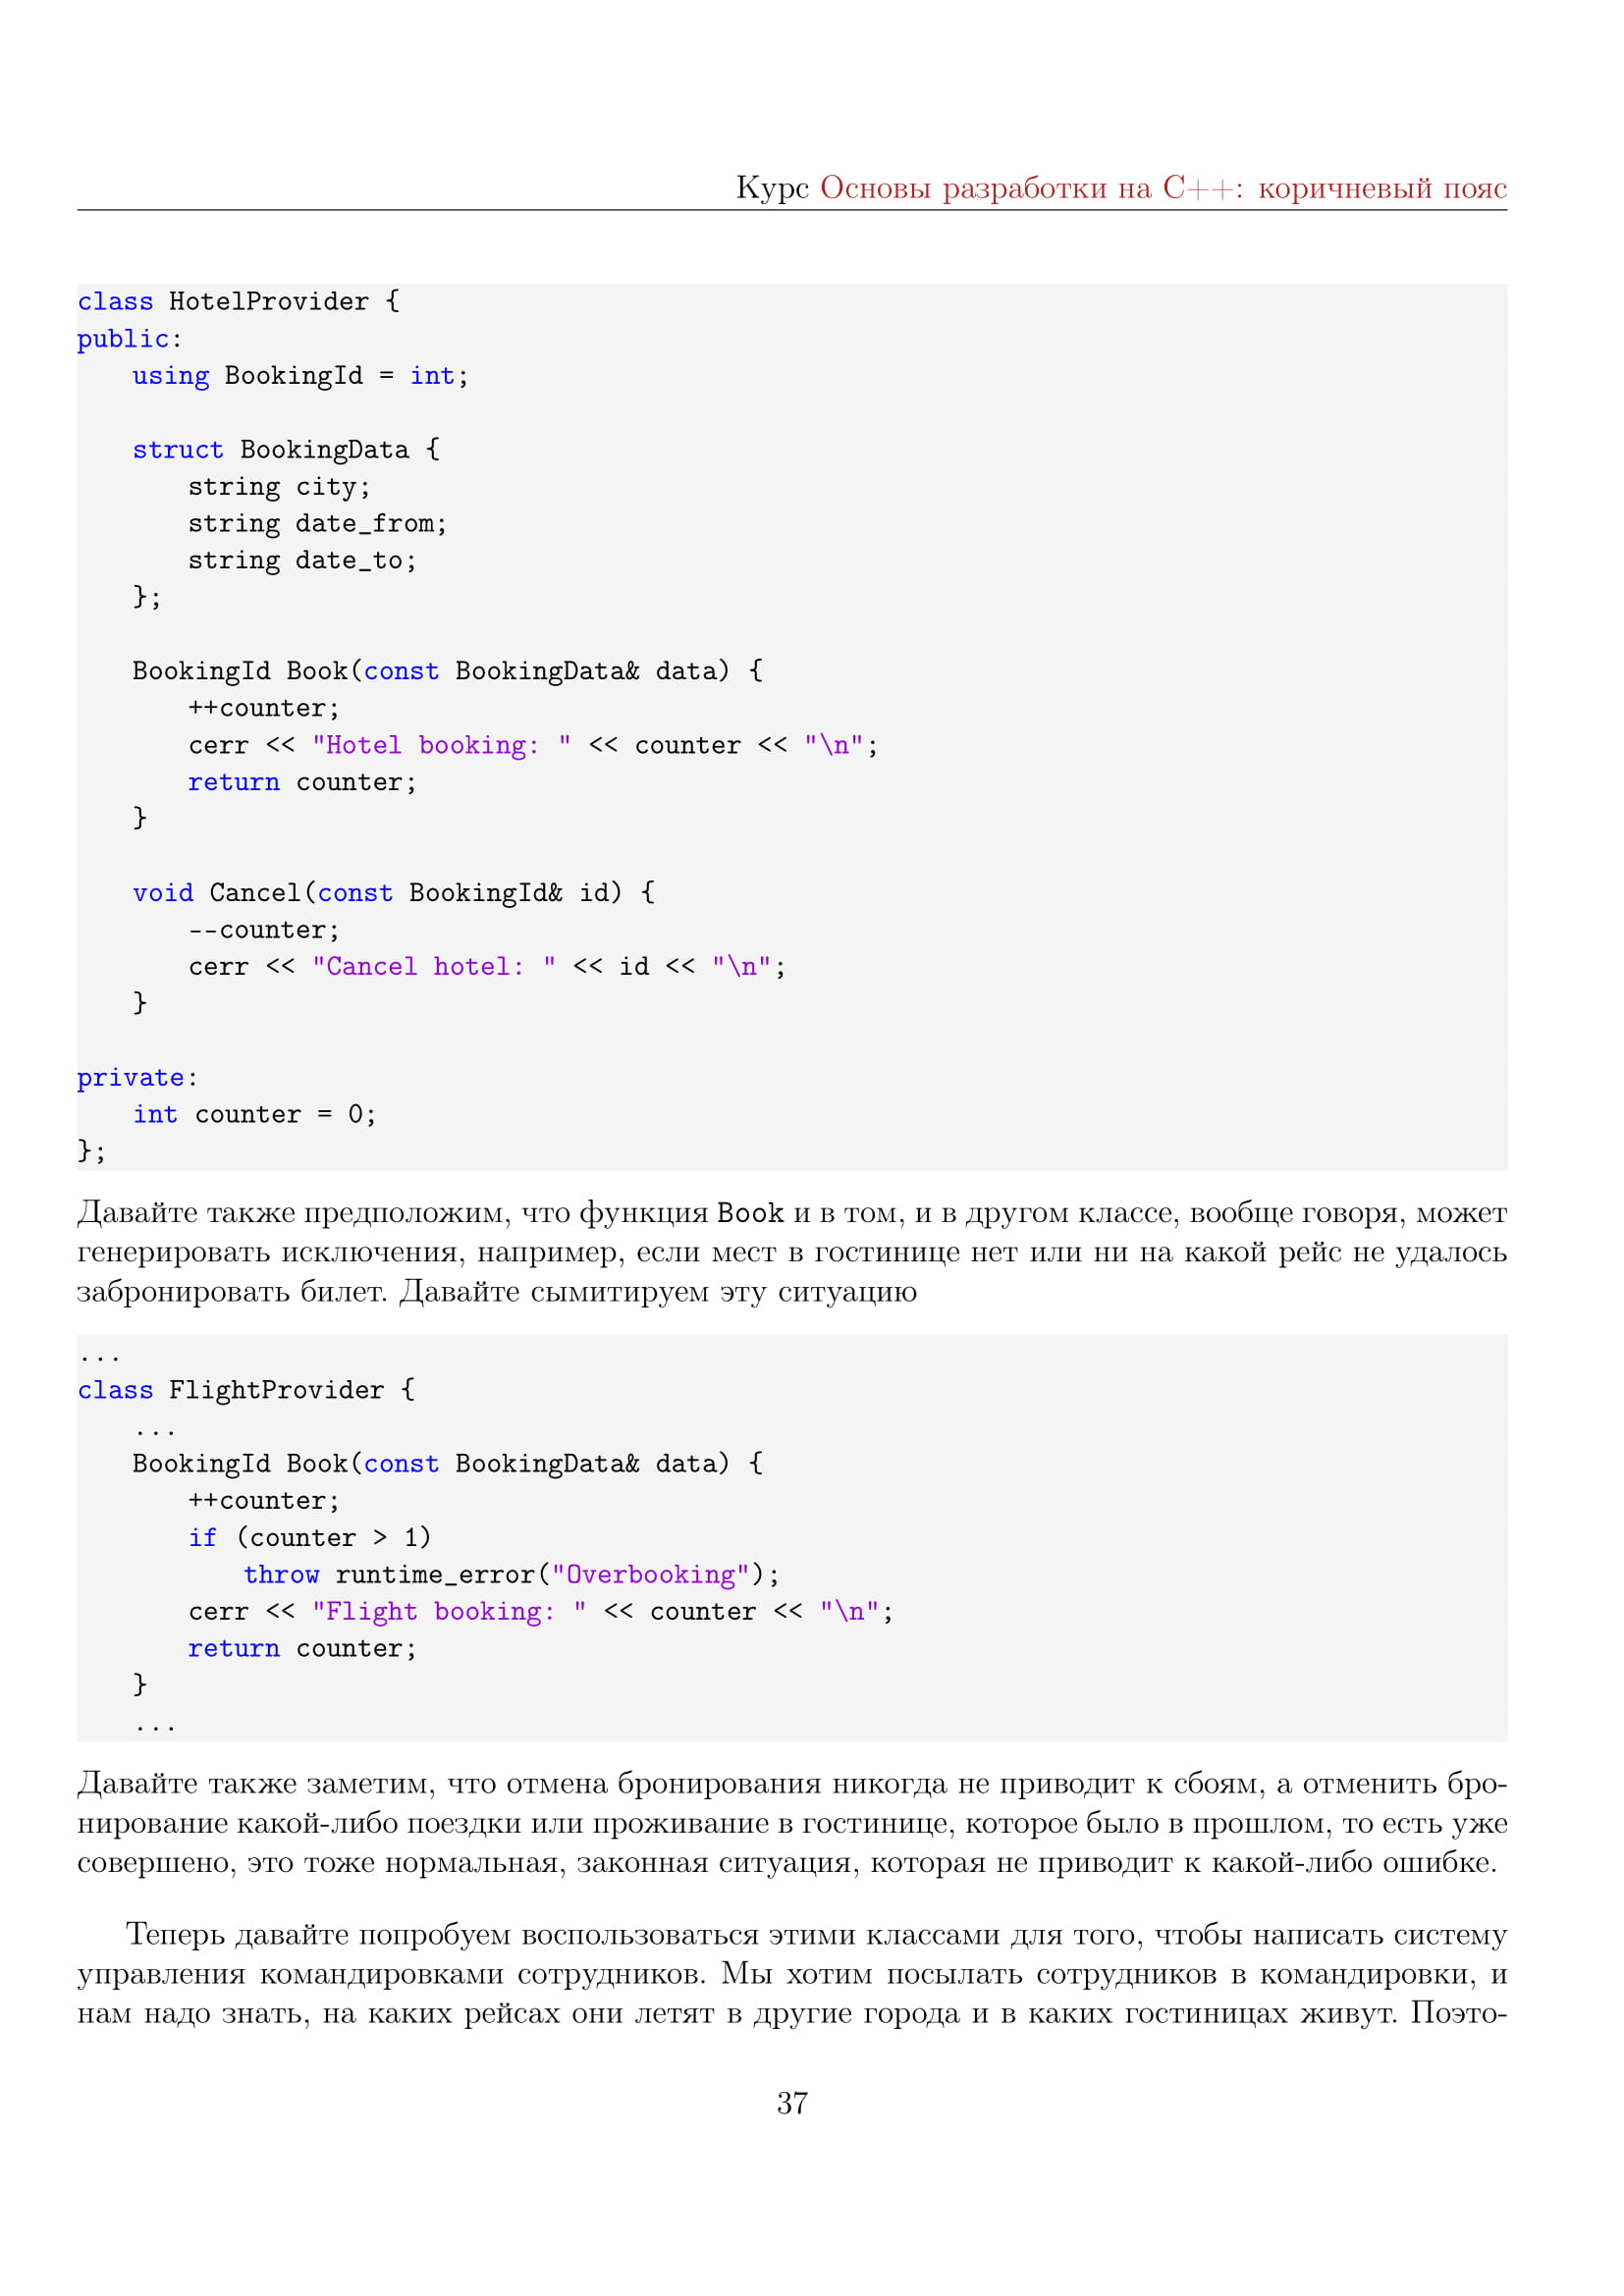 Курс Основы разработки на C++: коричневый пояс
class HotelProvider {
public:
using BookingId = int;
struct BookingData {
string city;
string date_from;
string date_to;
};
BookingId Book(const BookingData& data) {
++counter;
cerr << "Hotel booking: " << counter << "\n";
return counter;
}
void Cancel(const BookingId& id) {
--counter;
cerr << "Cancel hotel: " << id << "\n";
}
private:
int counter = 0;
};
Давайте также предположим, что функция Book и в том, и в другом классе, вообще говоря, может
генерировать исключения, например, если мест в гостинице нет или ни на какой рейс не удалось
забронировать билет. Давайте сымитируем эту ситуацию
...
class FlightProvider {
...
BookingId Book(const BookingData& data) {
++counter;
if (counter > 1)
throw runtime_error("Overbooking");
cerr << "Flight booking: " << counter << "\n";
return counter;
}
...
Давайте также заметим, что отмена бронирования никогда не приводит к сбоям, а отменить бро-
нирование какой-либо поездки или проживание в гостинице, которое было в прошлом, то есть уже
совершено, это тоже нормальная, законная ситуация, которая не приводит к какой-либо ошибке.
Теперь давайте попробуем воспользоваться этими классами для того, чтобы написать систему
управления командировками сотрудников. Мы хотим посылать сотрудников в командировки, и
нам надо знать, на каких рейсах они летят в другие города и в каких гостиницах живут. Поэто-
37